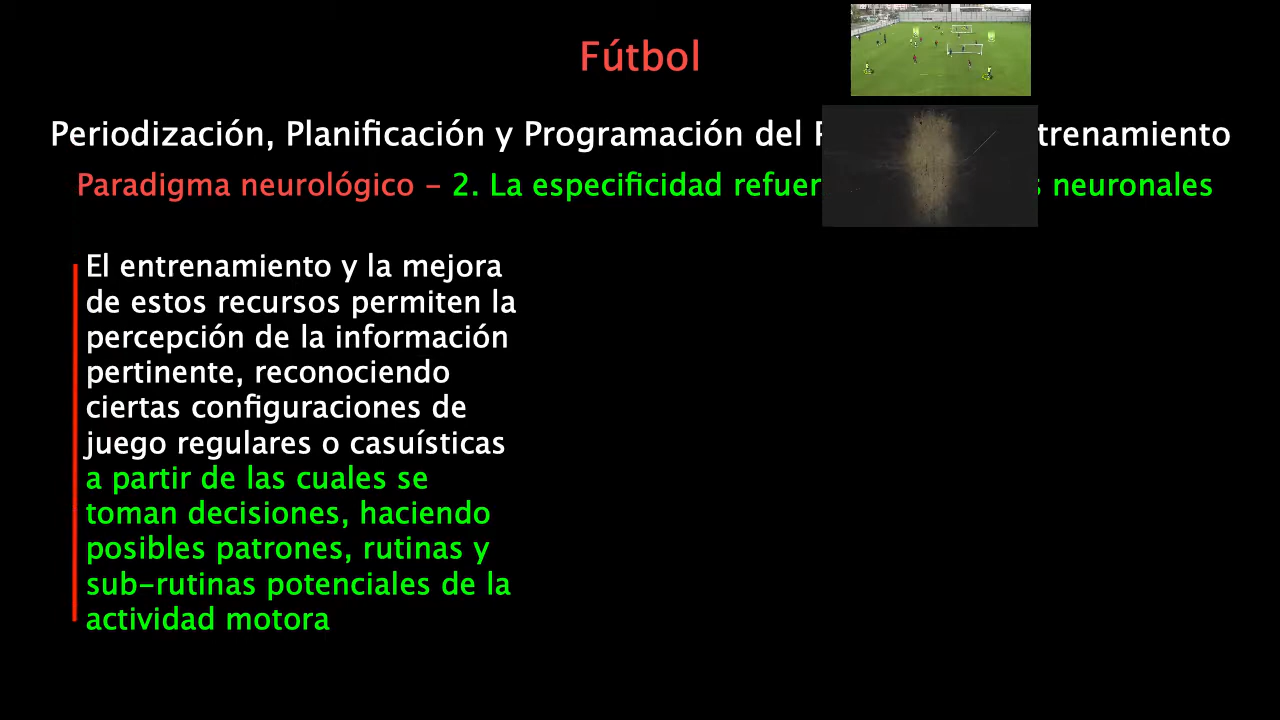 Fútbol
Periodización, Planificación y Programación del trenamiento
Paradigma neurológico - 2. La especificidad neuronales
El entrenamiento y la mejora
de estos recursos permiten la
percepción de la información
pertinente, reconociendo
ciertas configuraciones de
juego regulares o casuísticas
a partir de las cuales se
toman decisiones, haciendo
posibles patrones, rutinas y
sub-rutinas potenciales de la
actividad motora